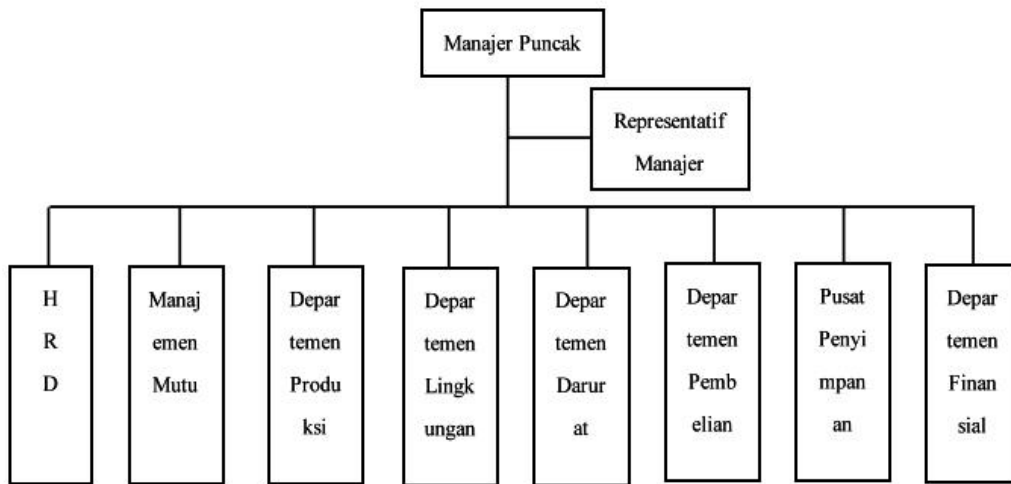 Manajer Puncak
Representatif
Manajer
H
R
D
Manaj
emen
Mutu
Depar
temen
Produ
ksi
Depar
temen
Lingk
ungan
Depar
temen
Darur
at
Depar
temen
Pemb
elian
Pusat
Penyi
mpan
an
Depar
temen
Finan
sial